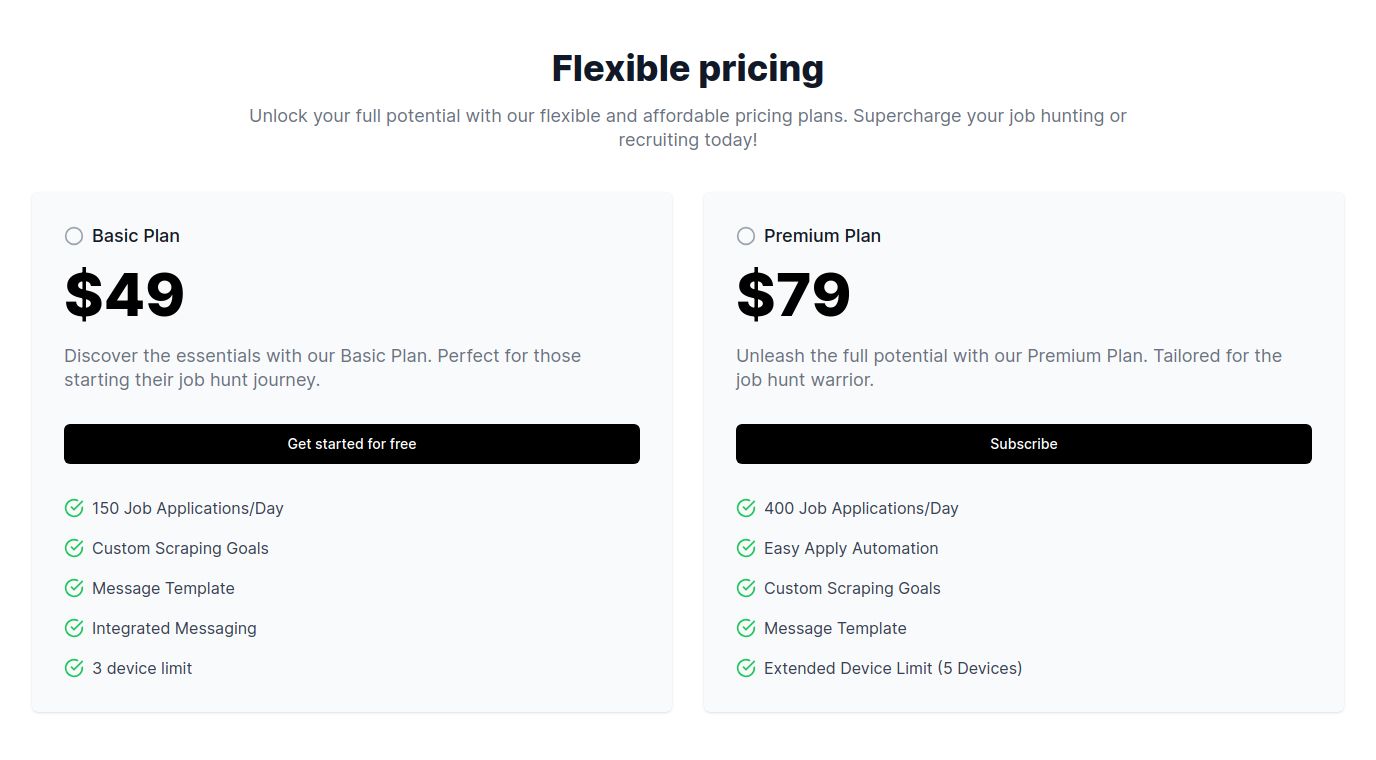 Flexible pricing
Unlock your full potential with our flexible and affordable pricing plans. Supercharge your job hunting or
recruiting today!
Basic Plan
$49
Discover the essentials with our Basic Plan. Perfect for those
starting their job hunt journey.
Get started for free
150 Job Applications/Day
Custom Scraping Goals
Message Template
Integrated Messaging
3 device limit
Premium Plan
$79
Unleash the full potential with our Premium Plan. Tailored for the
job hunt warrior.
Subscribe
400 Job Applications/Day
Easy Apply Automation
Custom Scraping Goals
Message Template
Extended Device Limit (5 Devices)